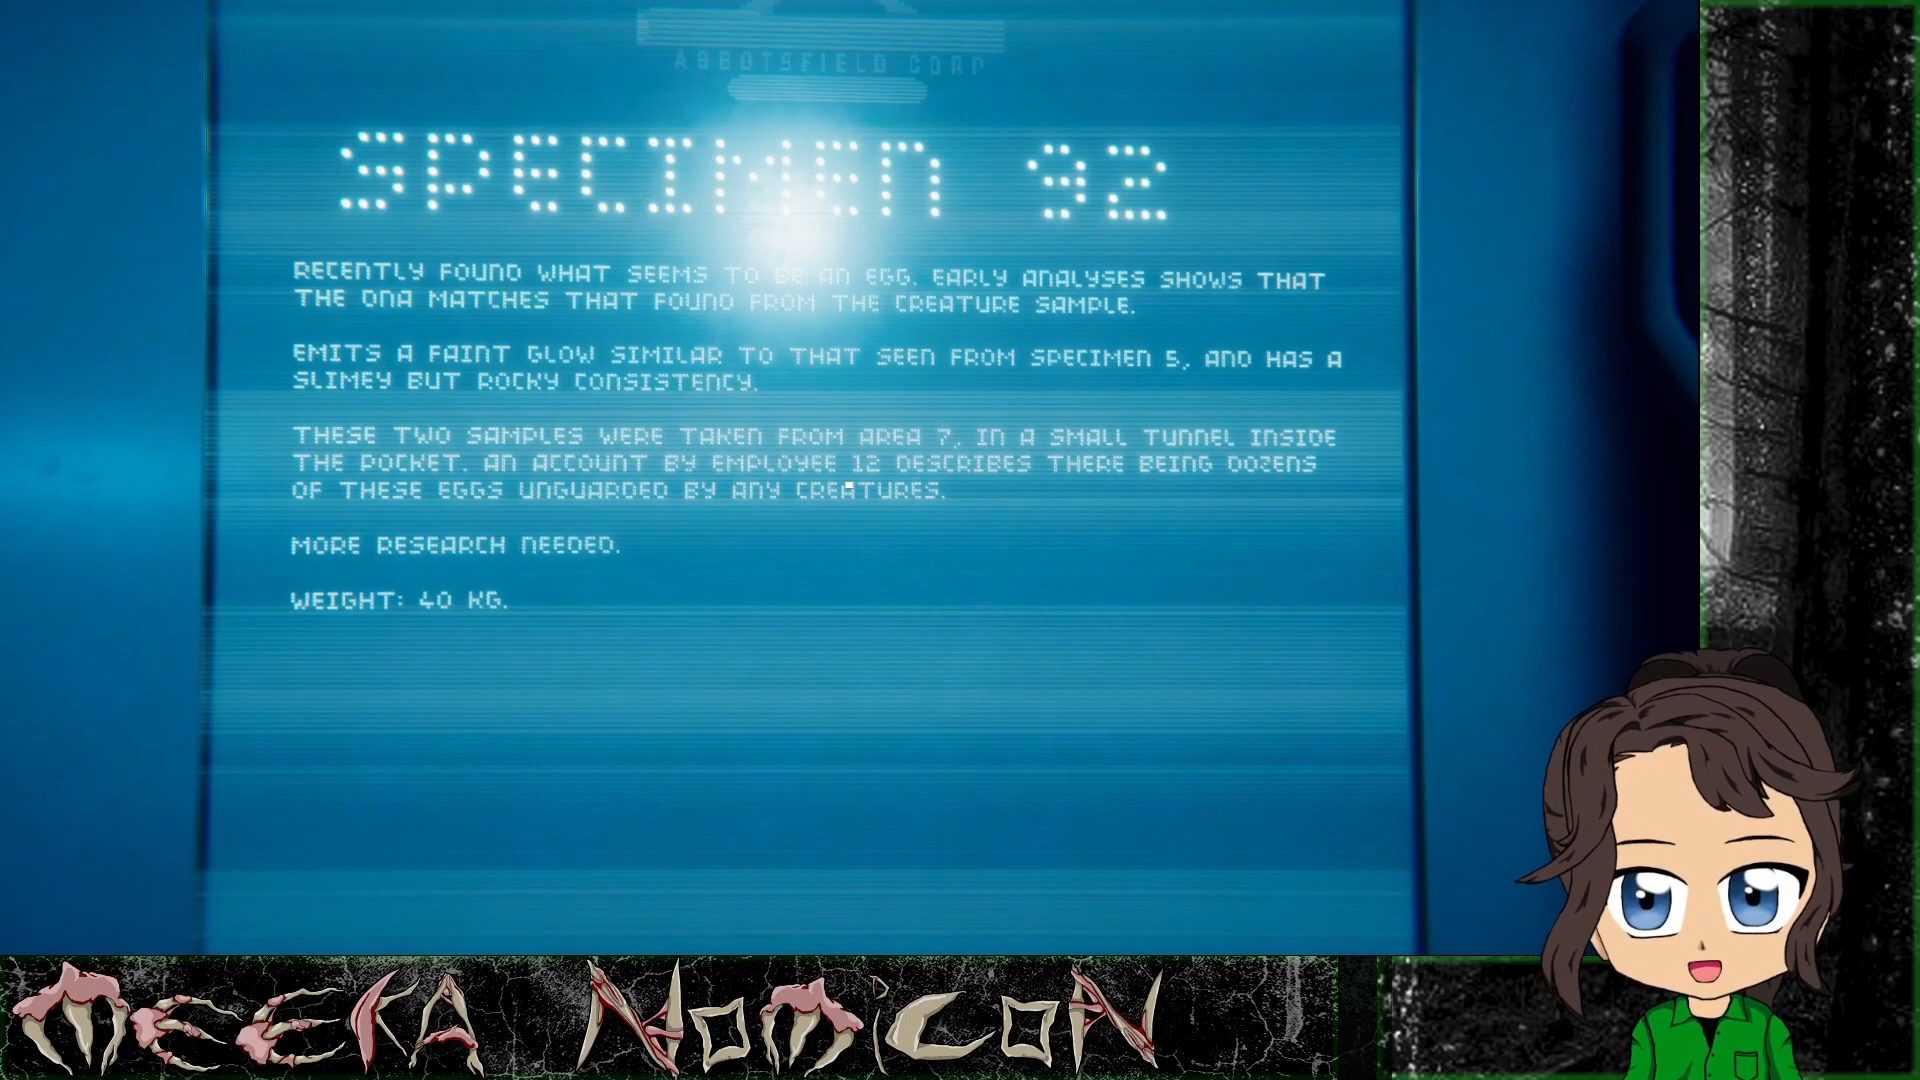 ABBOTSFIELD CORP
SPECIMEN 92
RECENTLY FOUND WHAT SEEMS TO BE AN EGG. EARLY ANALYSES SHOWS THAT
THE DNA MATCHES THAT FOUND FROM THE CREATURE SAMPLE.
EMITS A FAINT GLOW SIMILAR TO THAT SEEN FROM SPECIMEN 5, AND HAS A
SLIMEY BUT ROCKY CONSISTENCY.
THESE TWO SAMPLES WERE TAKEN FROM AREA 7, IN A SMALL TUNNEL INSIDE
THE POCKET. AN ACCOUNT BY EMPLOYEE 12 DESCRIBES THERE BEING DOZENS
OF THESE EGGS UNGUARDED BY ANY CREATURES.
MORE RESEARCH NEEDED.
WEIGHT: 40 KG.
MEEKA NOMICON